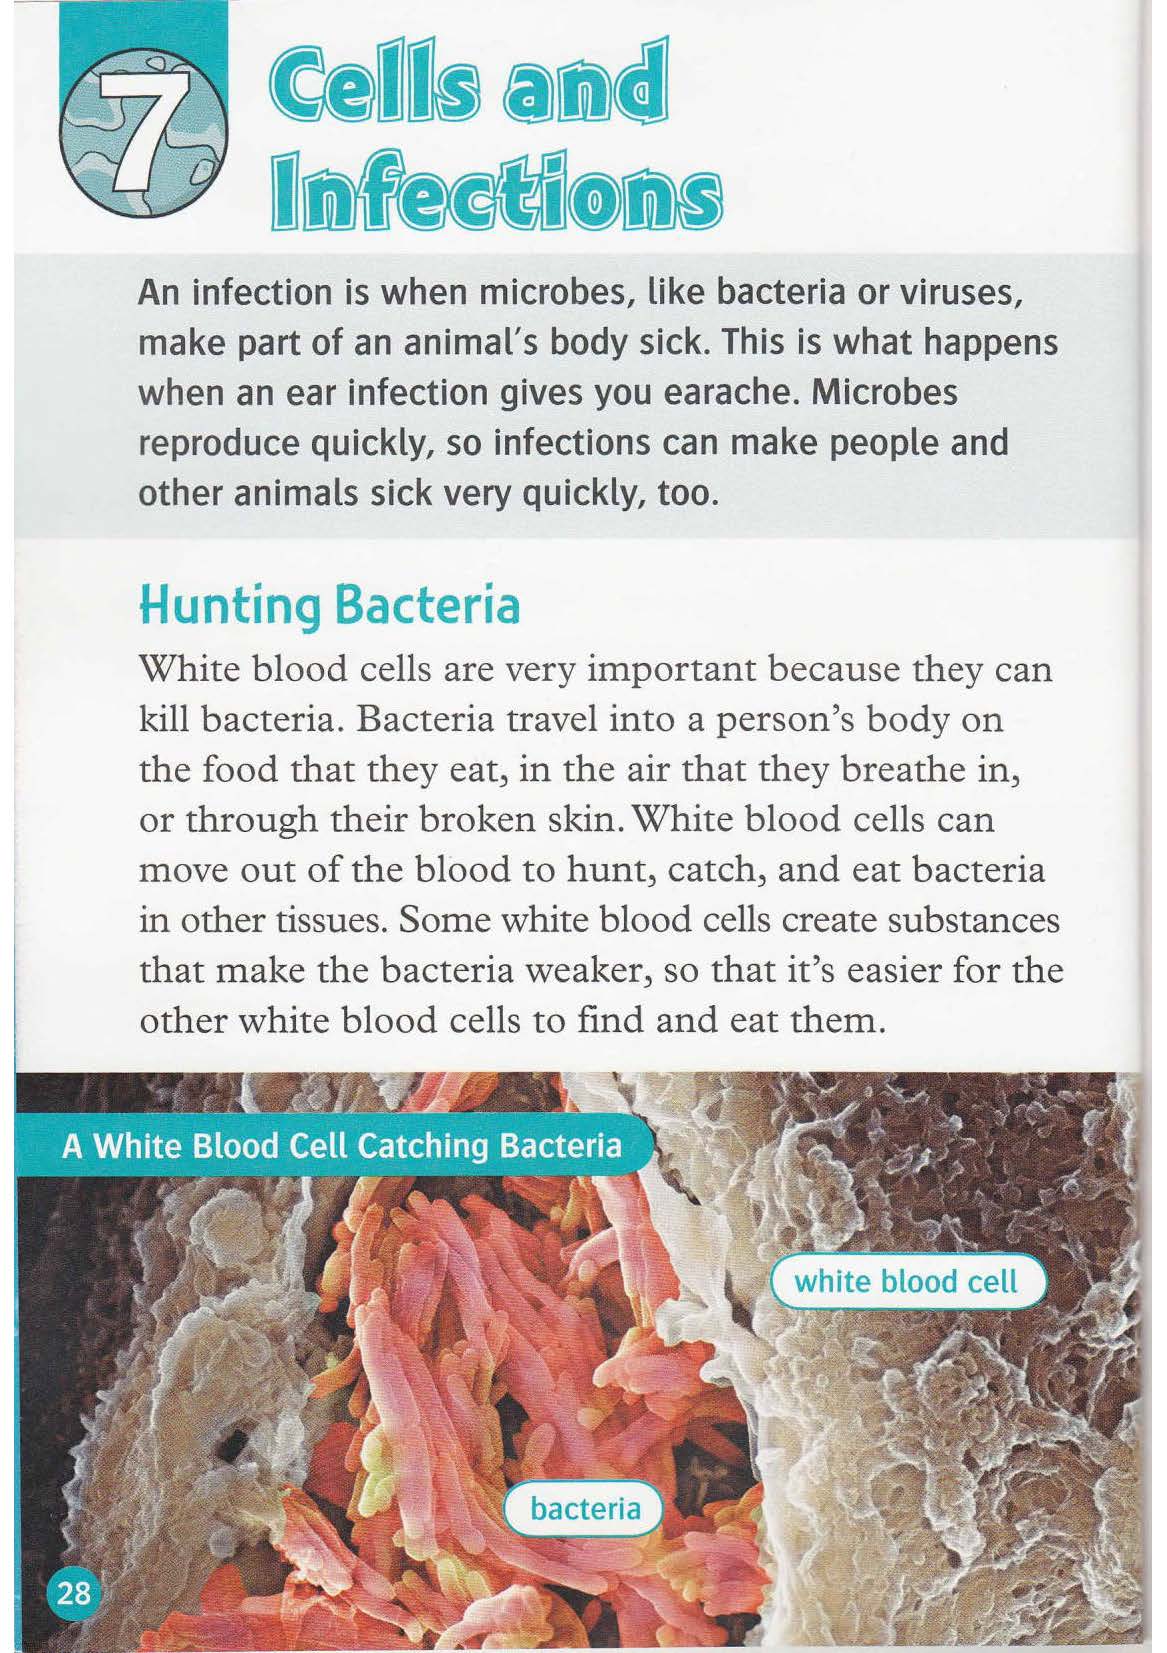 7
Cells and
Infections
An infection is when microbes, like bacteria or viruses,
make part of an animal's body sick. This is what happens
when an ear infection gives you earache. Microbes
reproduce quickly, so infections can make people and
other animals sick very quickly, too.
Hunting Bacteria
White blood cells are very important because they can
kill bacteria. Bacteria travel into a person's body on
the food that they eat, in the air that they breathe in,
or through their broken skin. White blood cells can
move out of the blood to hunt, catch, and eat bacteria
in other tissues. Some white blood cells create substances
that make the bacteria weaker, so that it's easier for the
other white blood cells to find and eat them.
A White Blood Cell Catching Bacteria
white blood cell
bacteria
28